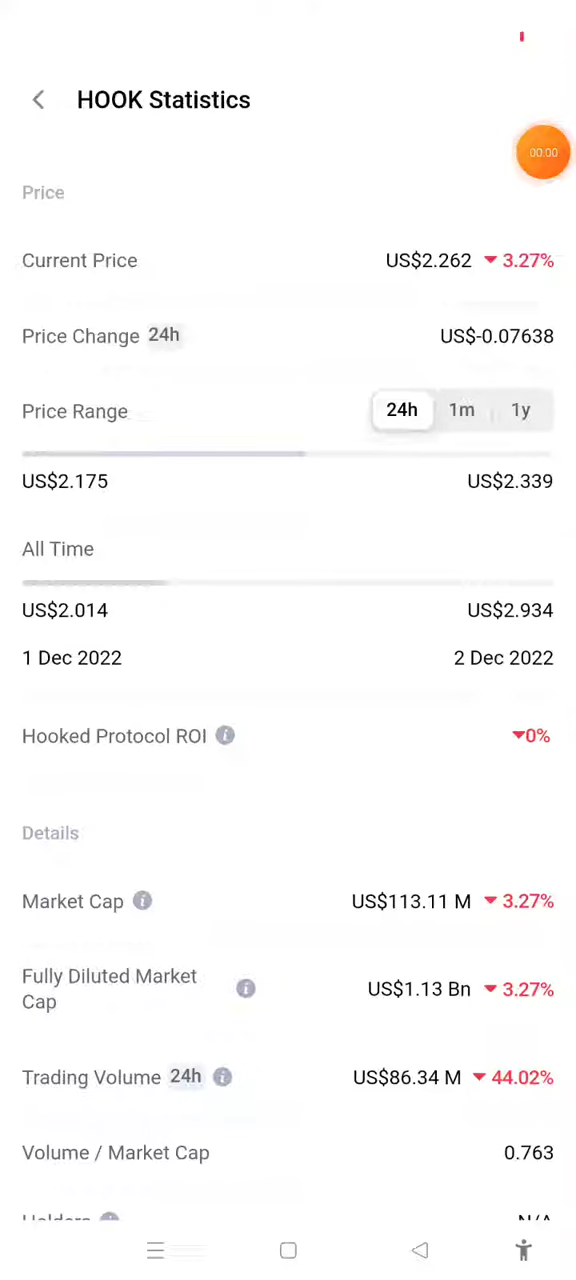 HOOK Statistics
00:00
Price
Current Price US$2.262 3.27%
Price Change 24h US$-0.07638
Price Range 24h 1m 1y
US$2.175 US$2.339
All Time
US$2.014 US$2.934
1 Dec 2022 2 Dec 2022
Hooked Protocol ROI 0%
Details
Market Cap US$113.11 M 3.27%
Fully Diluted Market
Cap US$1.13 Bn 3.27%
Trading Volume 24h US$86.34 M 44.02%
Volume / Market Cap 0.763
Holders N/A